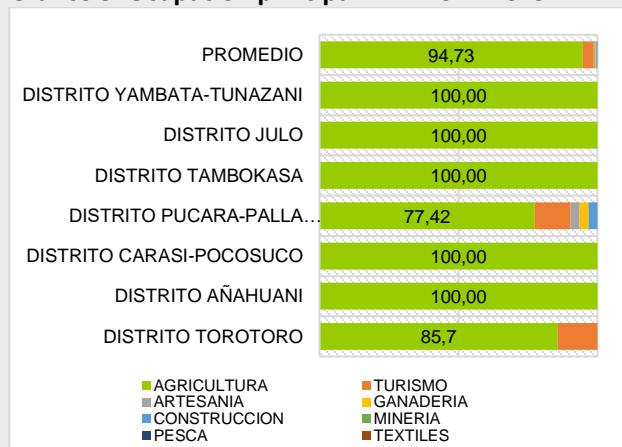 PROMEDIO 94,73
DISTRITO YAMBATA-TUNAZANI 100,00
DISTRITO JULO 100,00
DISTRITO TAMBOKASA 100,00
DISTRITO PUCARA-PALLA… 77,42
DISTRITO CARASI-POCOSUCO 100,00
DISTRITO AÑAHUANI 100,00
DISTRITO TOROTORO 85,7
AGRICULTURA TURISMO
ARTESANIA GANADERIA
CONSTRUCCION MINERIA
PESCA TEXTILES